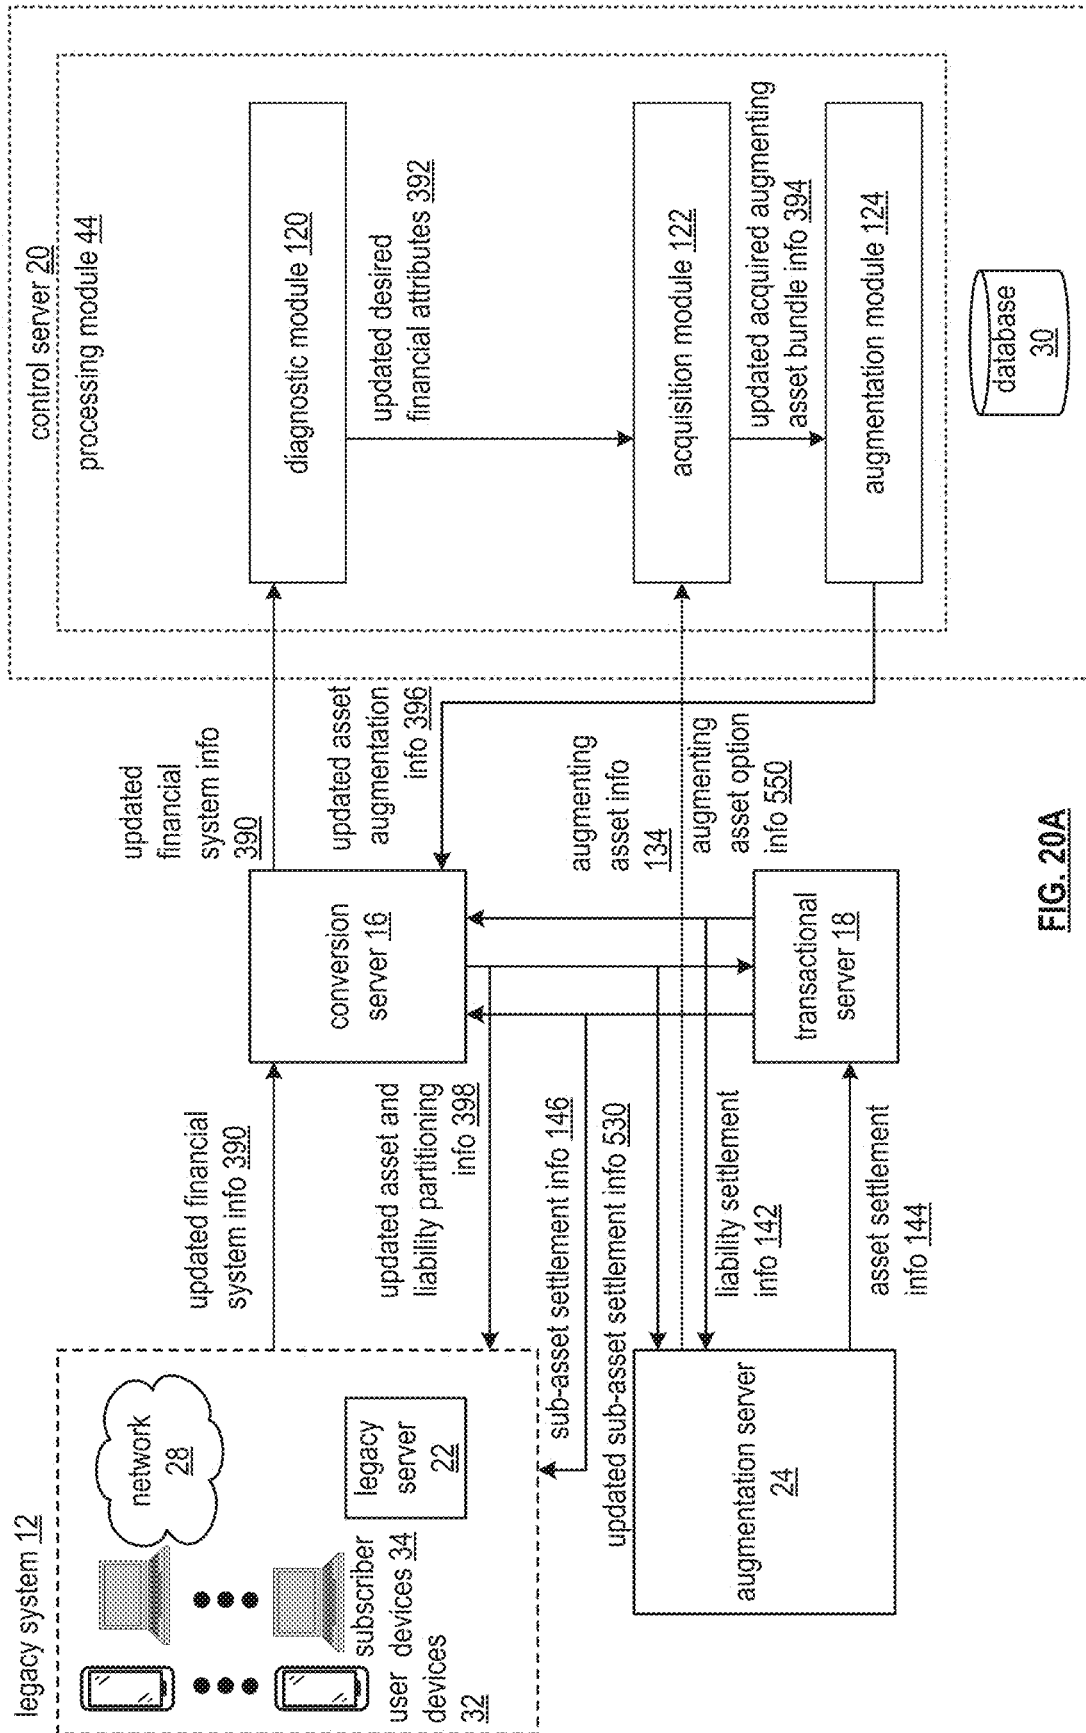 legacy system 12
network
28
legacy
server
22
subscriber
devices 34
user
devices
32
updated financial
system info 390
updated asset and
liability partitioning
info 398
sub-asset settlement info 146
updated sub-asset settlement info 530
liability settlement
info 142
asset settlement
info 144
augmentation server
24
conversion
server 16
transactional
server 18
updated
financial
system info
390
updated asset
augmentation
info 396
augmenting
asset info
134
augmenting
asset option
info 550
control server 20
processing module 44
diagnostic module 120
updated desired
financial attributes 392
acquisition module 122
updated acquired augmenting
asset bundle info 394
augmentation module 124
database
30
FIG. 20A